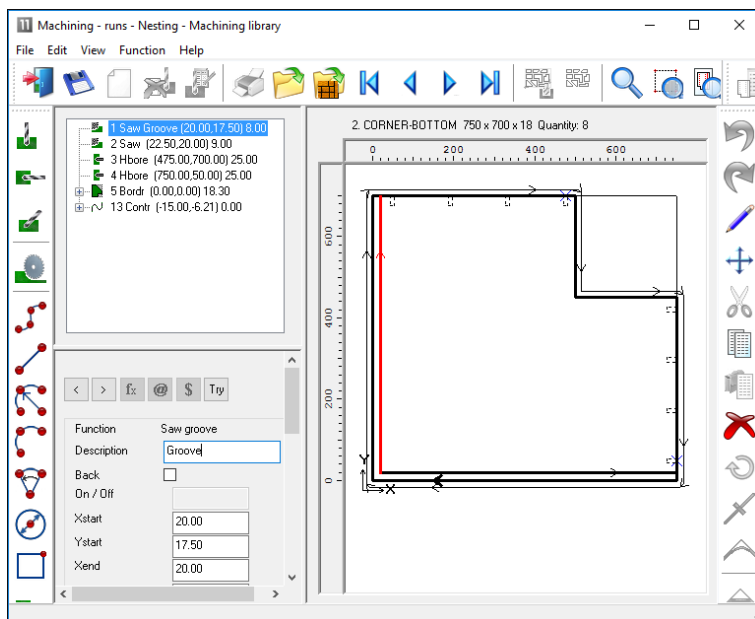 Machining - runs - Nesting - Machining library
File Edit View Function Help
1 Saw Groove (20.00,17.50) 8.00
2 Saw (22.50,20.00) 9.00
3 Hbore (475.00,700.00) 25.00
4 Hbore (750.00,50.00) 25.00
5 Bordr (0.00,0.00) 18.30
13 Contr (-15.00,-6.21) 0.00
< > fx @ $ Try
Function Saw groove
Description Groove
Back
On / Off
Xstart 20.00
Ystart 17.50
Xend 20.00
2. CORNER-BOTTOM 750 x 700 x 18 Quantity: 8
0 200 400 600
600
400
200
0
Y
X